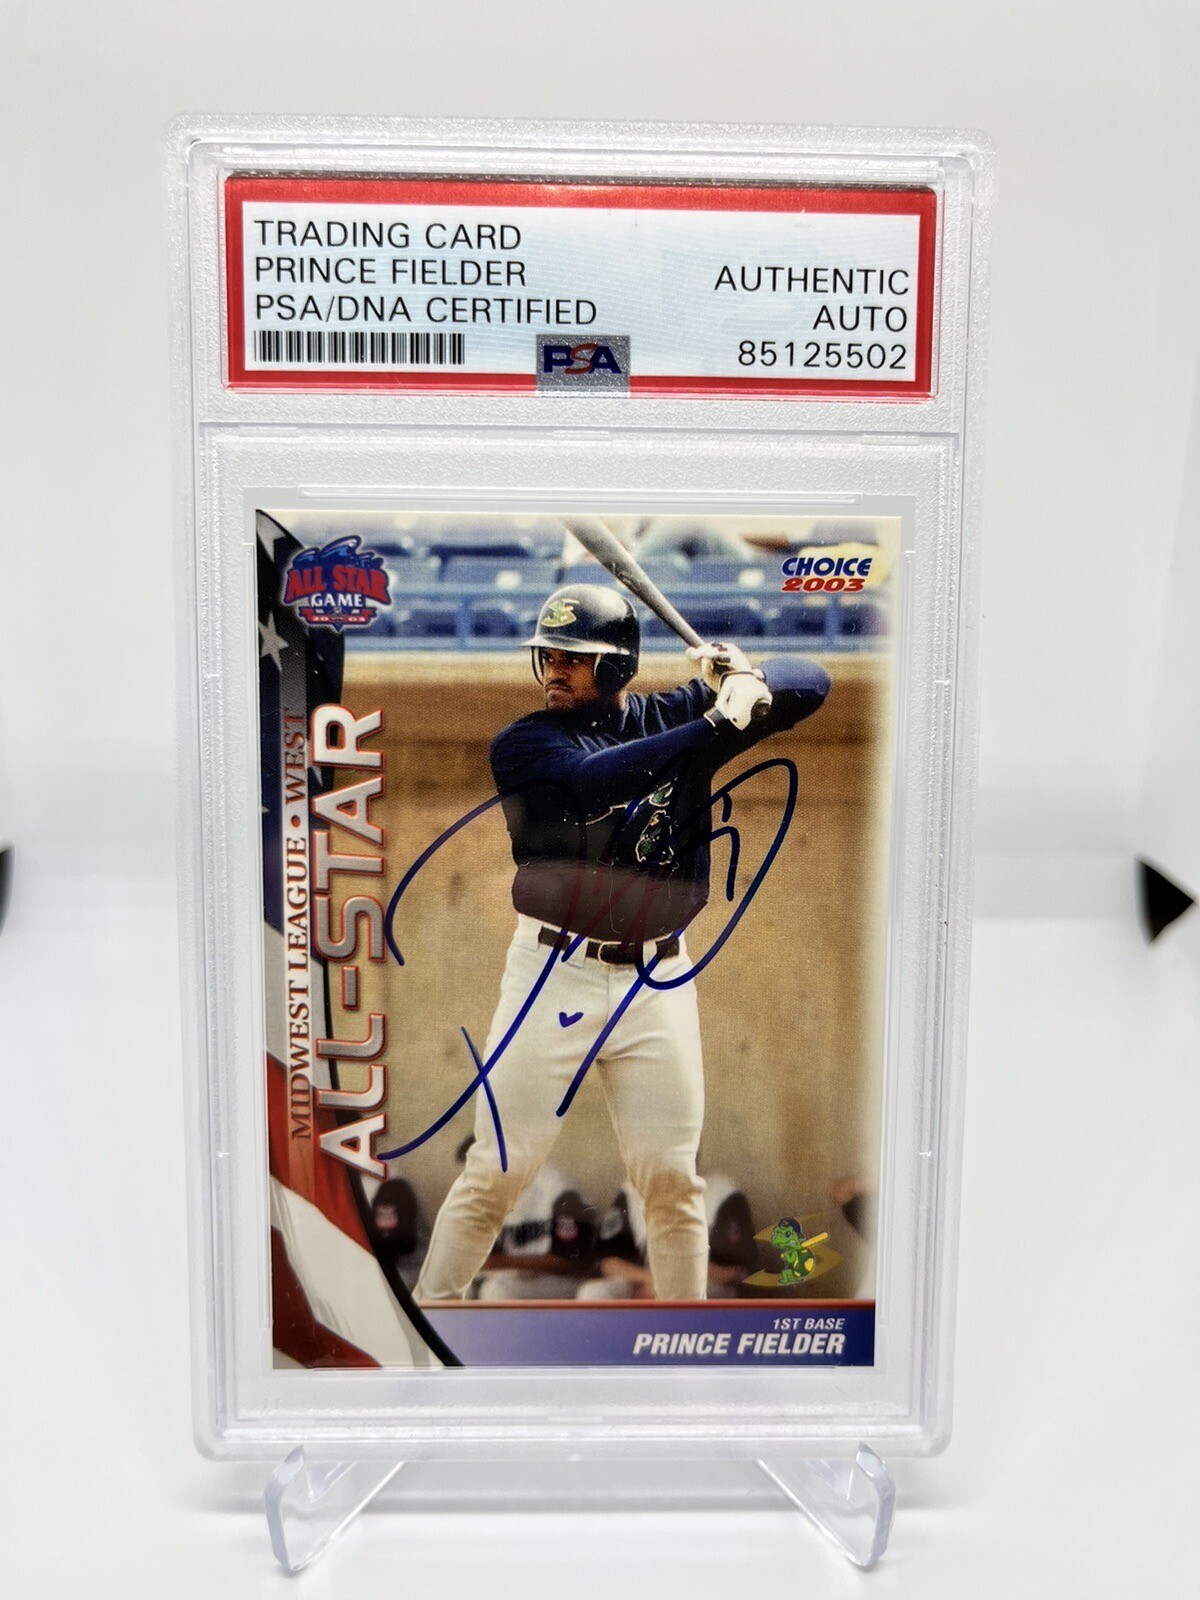 TRADING CARD
PRINCE FIELDER
PSA/DNA CERTIFIED
AUTHENTIC
AUTO
85125502
PSA
ALL STAR
GAME
2003
CHOICE
2003
MIDWEST LEAGUE • WEST
ALL-STAR
1ST BASE
PRINCE FIELDER